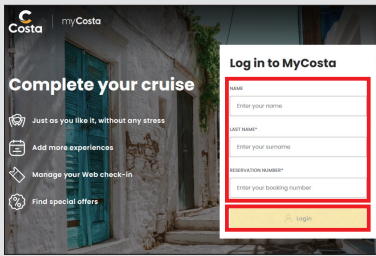 Costa
myCosta
Complete your cruise
Just as you like it, without any stress
Add more experiences
Manage your Web check-in
Find special offers
Log in to MyCosta
NAME
Enter your name
LAST NAME*
Enter your surname
RESERVATION NUMBER*
Enter your booking number
Login